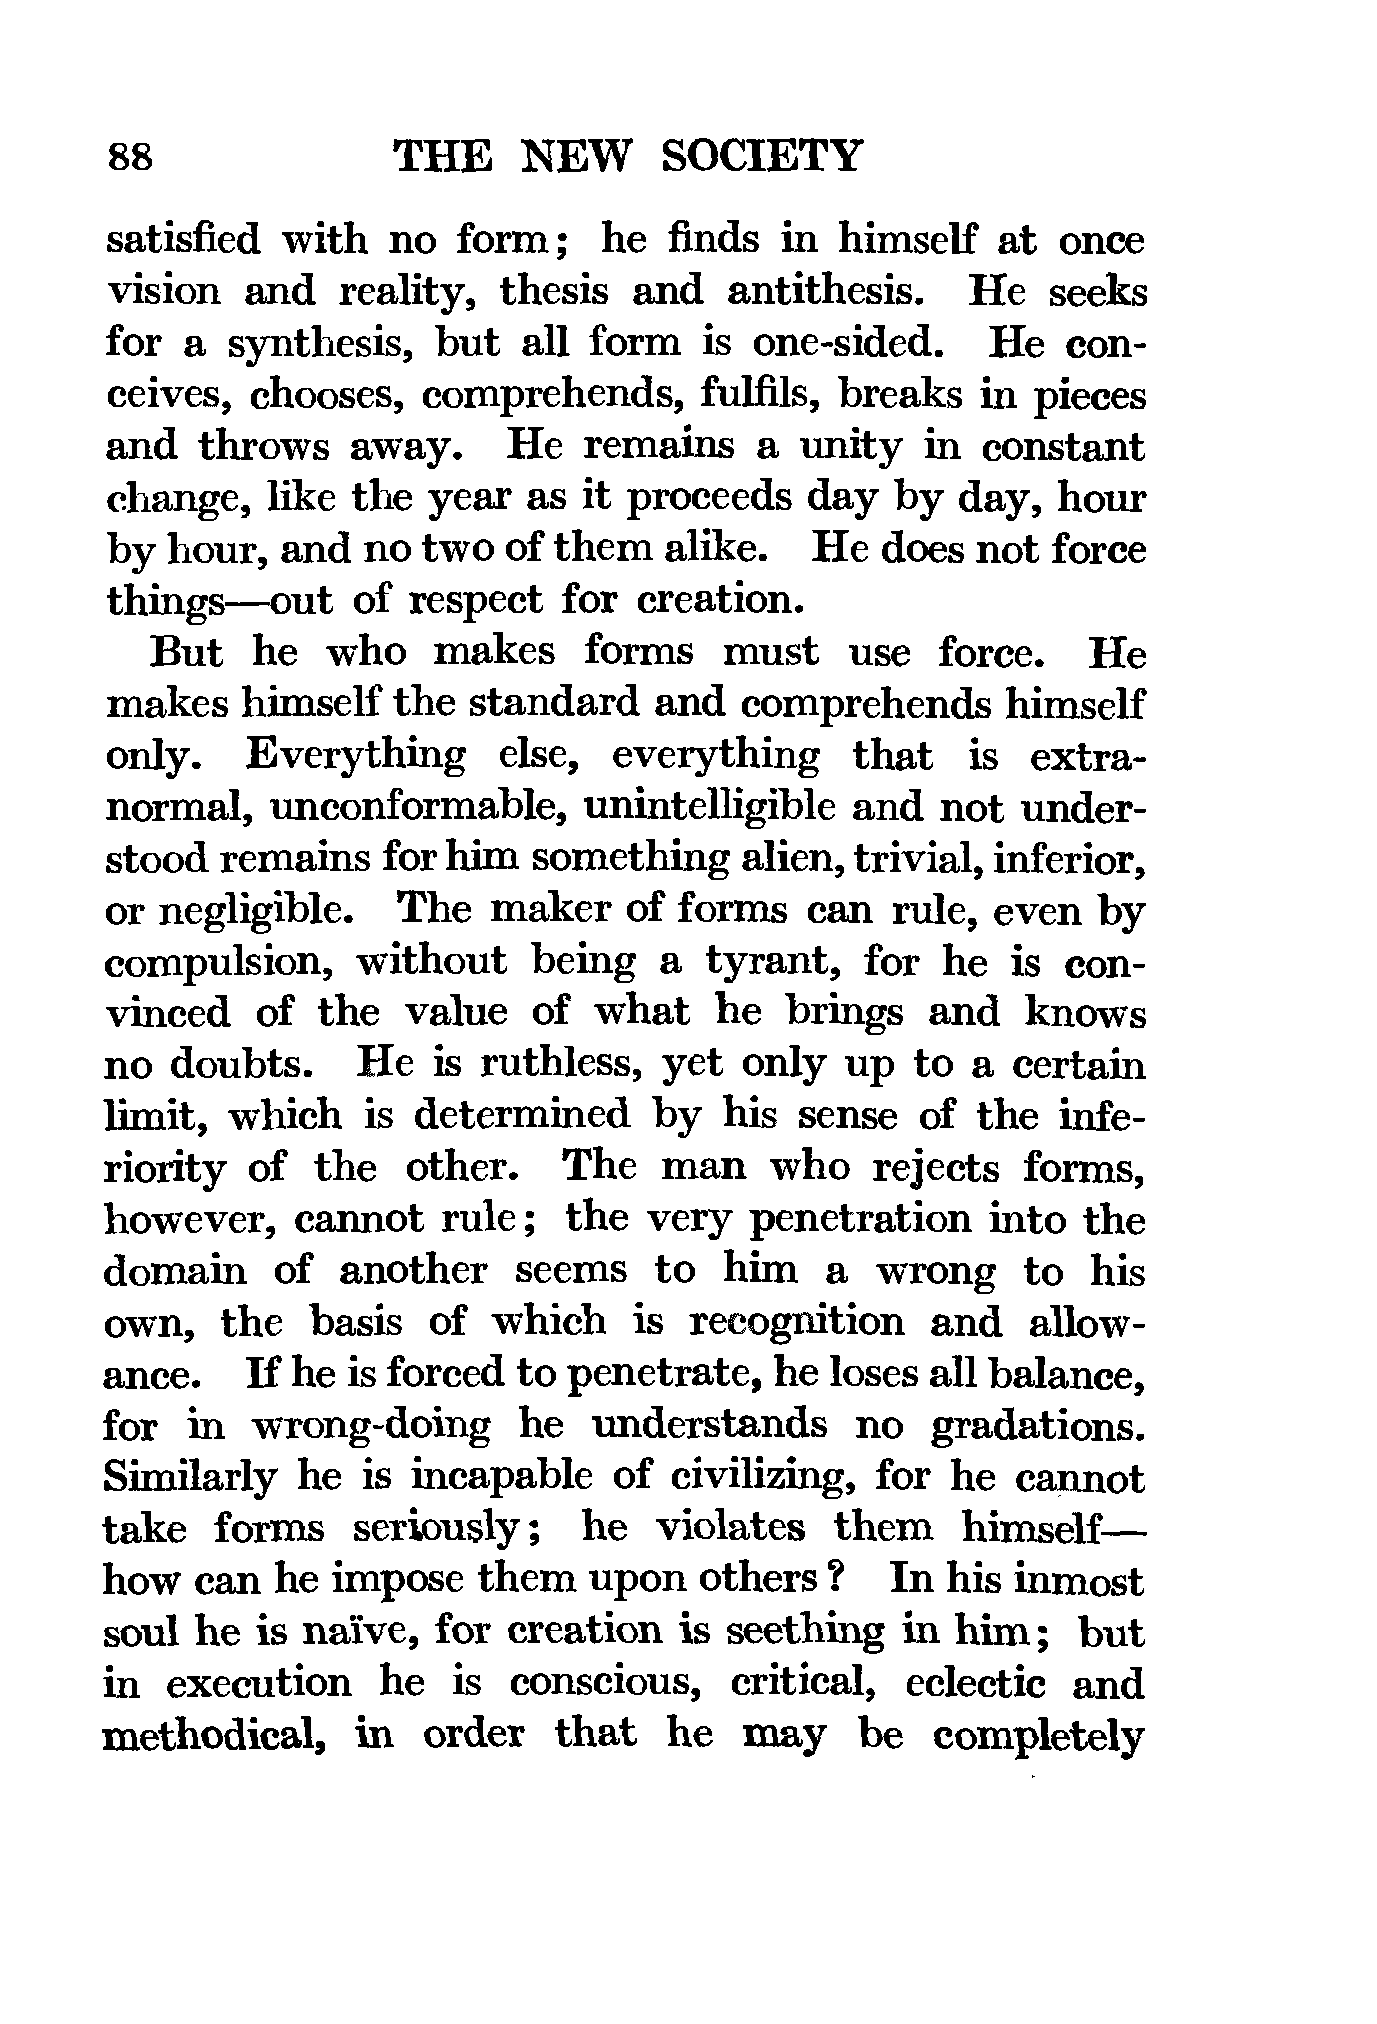 88 THE NEW SOCIETY
satisfied with no form; he finds in himself at once
vision and reality, thesis and antithesis. He seeks
for a synthesis, but all form is one-sided. He con-
ceives, chooses, comprehends, fulfils, breaks in pieces
and throws away. He remains a unity in constant
change, like the year as it proceeds day by day, hour
by hour, and no two of them alike. He does not force
things—out of respect for creation.
But he who makes forms must use force. He
makes himself the standard and comprehends himself
only. Everything else, everything that is extra-
normal, unconformable, unintelligible and not under-
stood remains for him something alien, trivial, inferior,
or negligible. The maker of forms can rule, even by
compulsion, without being a tyrant, for he is con-
vinced of the value of what he brings and knows
no doubts. He is ruthless, yet only up to a certain
limit, which is determined by his sense of the infe-
riority of the other. The man who rejects forms,
however, cannot rule; the very penetration into the
domain of another seems to him a wrong to his
own, the basis of which is recognition and allow-
ance. If he is forced to penetrate, he loses all balance,
for in wrong-doing he understands no gradations.
Similarly he is incapable of civilizing, for he cannot
take forms seriously; he violates them himself—
how can he impose them upon others? In his inmost
soul he is naïve, for creation is seething in him; but
in execution he is conscious, critical, eclectic and
methodical, in order that he may be completely